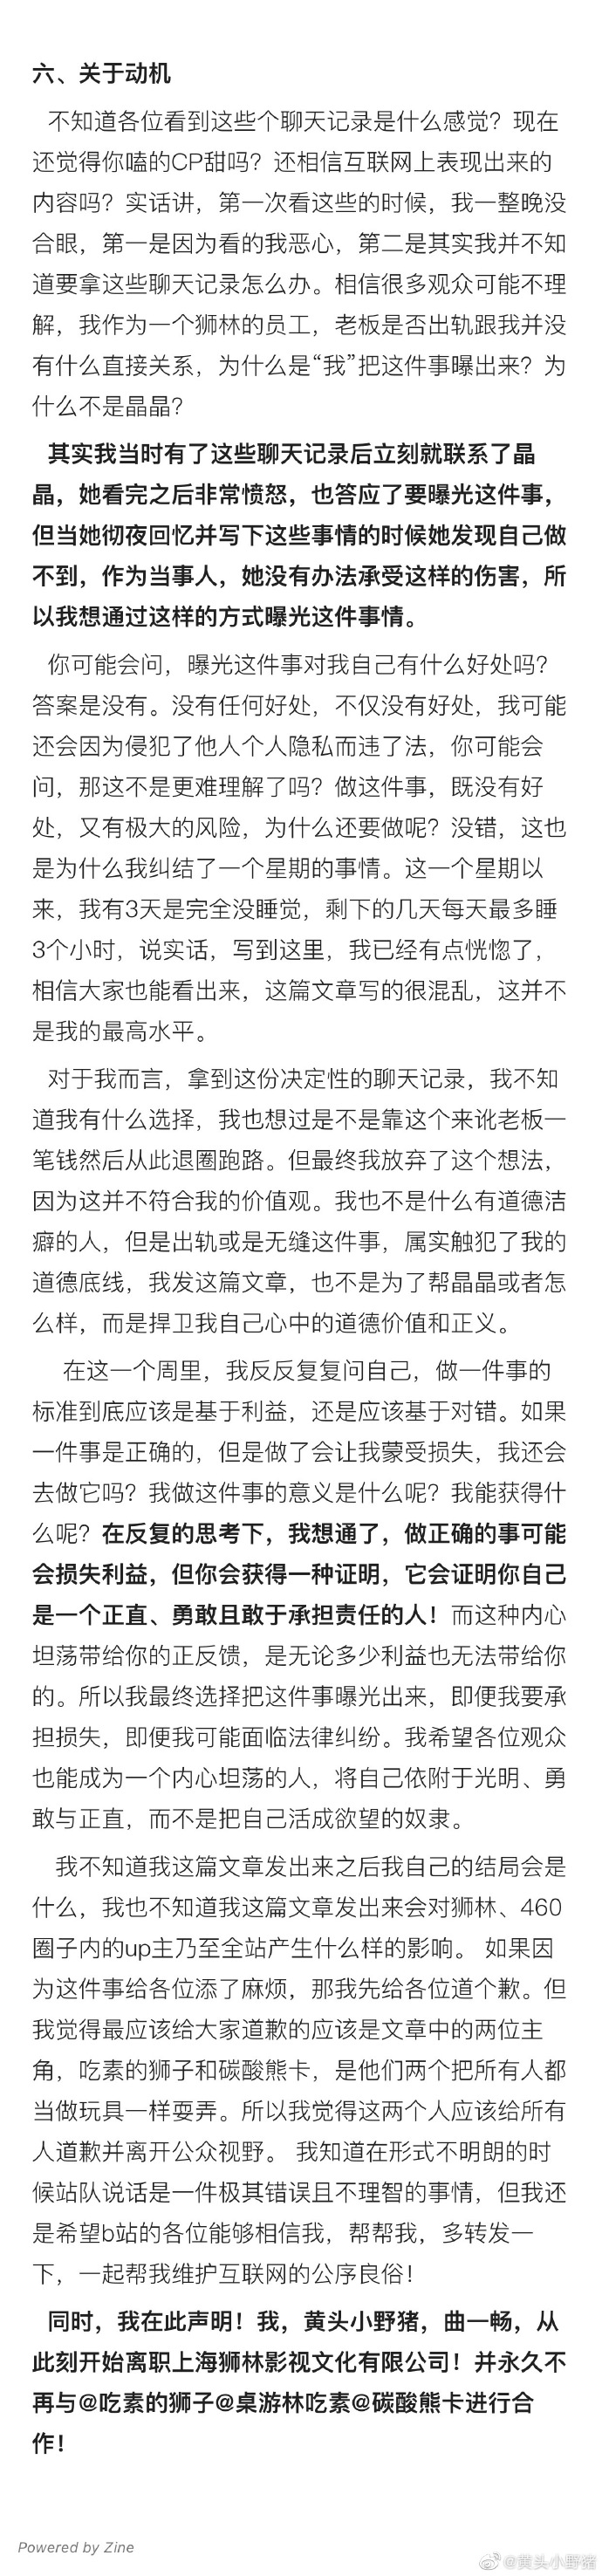 六、关于动机
不知道各位看到这些个聊天记录是什么感觉？现在
还觉得你嗑的CP甜吗？还相信互联网上表现出来的
内容吗？实话讲，第一次看这些的时候，我一整晚没
合眼，第一是因为看的我恶心，第二是其实我并不知
道要拿这些聊天记录怎么办。相信很多观众可能不理
解，我作为一个狮林的员工，老板是否出轨跟我并没
有什么直接关系，为什么是“我”把这件事曝出来？为
什么不是晶晶？
其实我当时有了这些聊天记录后立刻就联系了晶
晶，她看完之后非常愤怒，也答应了要曝光这件事，
但当她彻夜回忆并写下这些事情的时候她发现自己做
不到，作为当事人，她没有办法承受这样的伤害，所
以我想通过这样的方式曝光这件事情。
你可能会问，曝光这件事对我自己有什么好处吗？
答案是没有。没有任何好处，不仅没有好处，我可能
还会因为侵犯了他人个人隐私而违了法，你可能会
问，那这不是更难理解了吗？做这件事，既没有好
处，又有极大的风险，为什么还要做呢？没错，这也
是为什么我纠结了一个星期的事情。这一个星期以
来，我有3天是完全没睡觉，剩下的几天每天最多睡
3个小时，说实话，写到这里，我已经有点恍惚了，
相信大家也能看出来，这篇文章写的很混乱，这并不
是我的最高水平。
对于我而言，拿到这份决定性的聊天记录，我不知
道我有什么选择，我也想过是不是靠这个来讹老板一
笔钱然后从此退圈跑路。但最终我放弃了这个想法，
因为这并不符合我的价值观。我也不是什么有道德洁
癖的人，但是出轨或是无缝这件事，属实触犯了我的
道德底线，我发这篇文章，也不是为了帮晶晶或者怎
么样，而是捍卫我自己心中的道德价值和正义。
在这一个周里，我反反复复问自己，做一件事的
标准到底应该是基于利益，还是应该基于对错。如果
一件事是正确的，但是做了会让我蒙受损失，我还会
去做它吗？我做这件事的意义是什么呢？我能获得什
么呢？在反复的思考下，我想通了，做正确的事可能
会损失利益，但你会获得一种证明，它会证明你自己
是一个正直、勇敢且敢于承担责任的人！而这种内心
坦荡带给你的正反馈，是无论多少利益也无法带给你
的。所以我最终选择把这件事曝光出来，即便我要承
担损失，即便我可能面临法律纠纷。我希望各位观众
也能成为一个内心坦荡的人，将自己依附于光明、勇
敢与正直，而不是把自己活成欲望的奴隶。
我不知道我这篇文章发出来之后我自己的结局会是
什么，我也不知道我这篇文章发出来会对狮林、460
圈子内的up主乃至全站产生什么样的影响。 如果因
为这件事给各位添了麻烦，那我先给各位道个歉。但
我觉得最应该给大家道歉的应该是文章中的两位主
角，吃素的狮子和碳酸熊卡，是他们两个把所有人都
当做玩具一样耍弄。所以我觉得这两个人应该给所有
人道歉并离开公众视野。 我知道在形式不明朗的时
候站队说话是一件极其错误且不理智的事情，但我还
是希望b站的各位能够相信我，帮帮我，多转发一
下，一起帮我维护互联网的公序良俗！
同时，我在此声明！我，黄头小野猪，曲一畅，从
此刻开始离职上海狮林影视文化有限公司！并永久不
再与@吃素的狮子@桌游林吃素@碳酸熊卡进行合
作！
Powered by Zine
@黄头小野猪